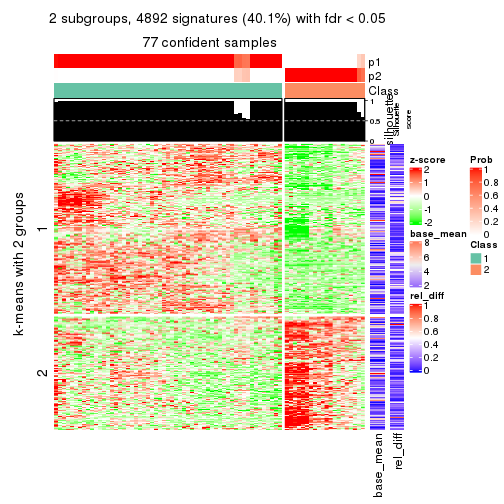 2 subgroups, 4892 signatures (40.1%) with fdr < 0.05
77 confident samples
p1
p2
Class
1
0.5
0
silhouette
Silhouette
score
k-means with 2 groups
1
2
base_mean
rel_diff
z-score
2
1
0
-1
-2
base_mean
8
6
4
2
rel_diff
1
0.8
0.6
0.4
0.2
0
Prob
1
0.8
0.6
0.4
0.2
0
Class
1
2